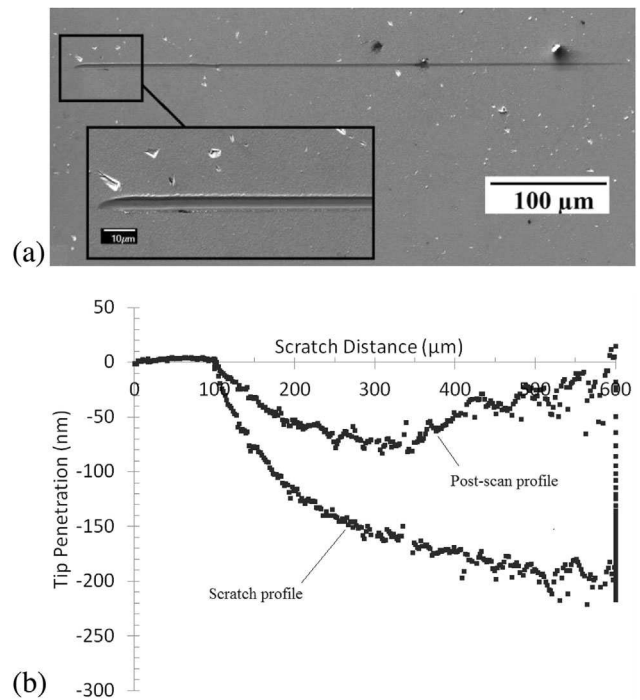 (a)
10µm
100 µm
(b)
50
0
-50
-100
-150
-200
-250
-300
Tip Penetration (nm)
Scratch Distance (µm)
0
100
200
300
400
500
600
Post-scan profile
Scratch profile